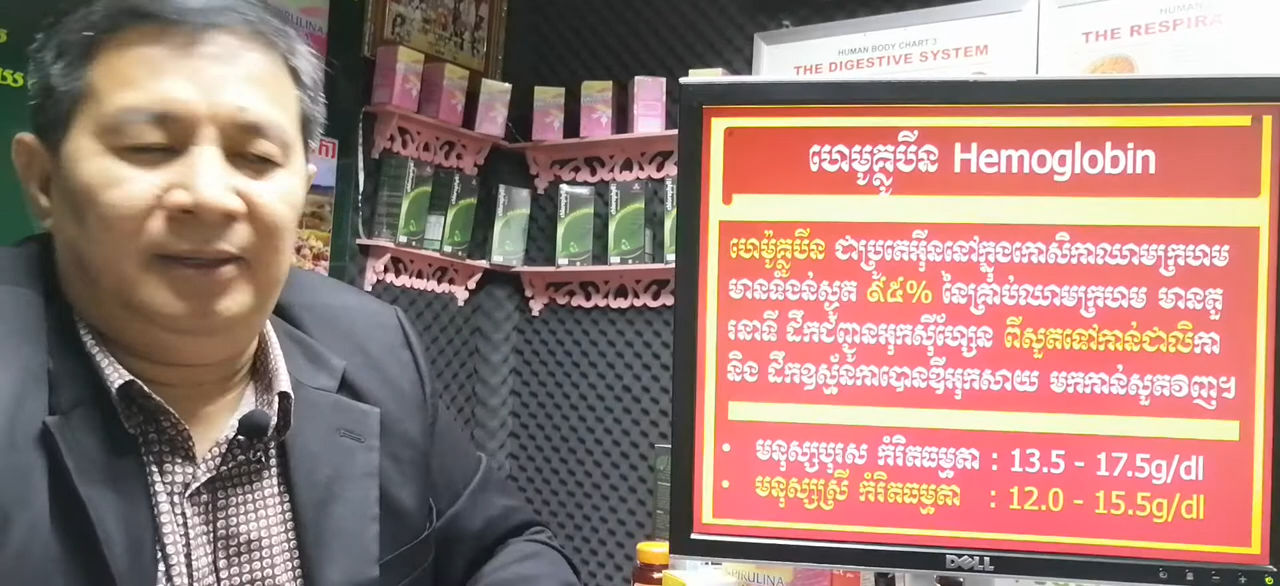 SPIRULINA
HUMAN BODY CHART 3
THE DIGESTIVE SYSTEM
HUMAN
THE RESPIRA
ហេមូគ្លូប៊ីន Hemoglobin
ហេម៉ូគ្លូប៊ីន ជាប្រូតេអ៊ីននៅក្នុងកោសិកាឈាមក្រហម
មានទំងន់ស្ងួត ៩៥% នៃគ្រាប់ឈាមក្រហម មានតួ
រនាទី ដឹកជញ្ជូនអុកស៊ីហ្សែន ពីសួតទៅកាន់ជាលិកា
និង ដឹកឧស្ម័នកាបោនឌីអុកសាយ មកកាន់សួតវិញ។
• មនុស្សបុរស កំរិតធម្មតា : 13.5 - 17.5g/dl
• មនុស្សស្រី កំរិតធម្មតា : 12.0 - 15.5g/dl
DELL
SPIRULINA